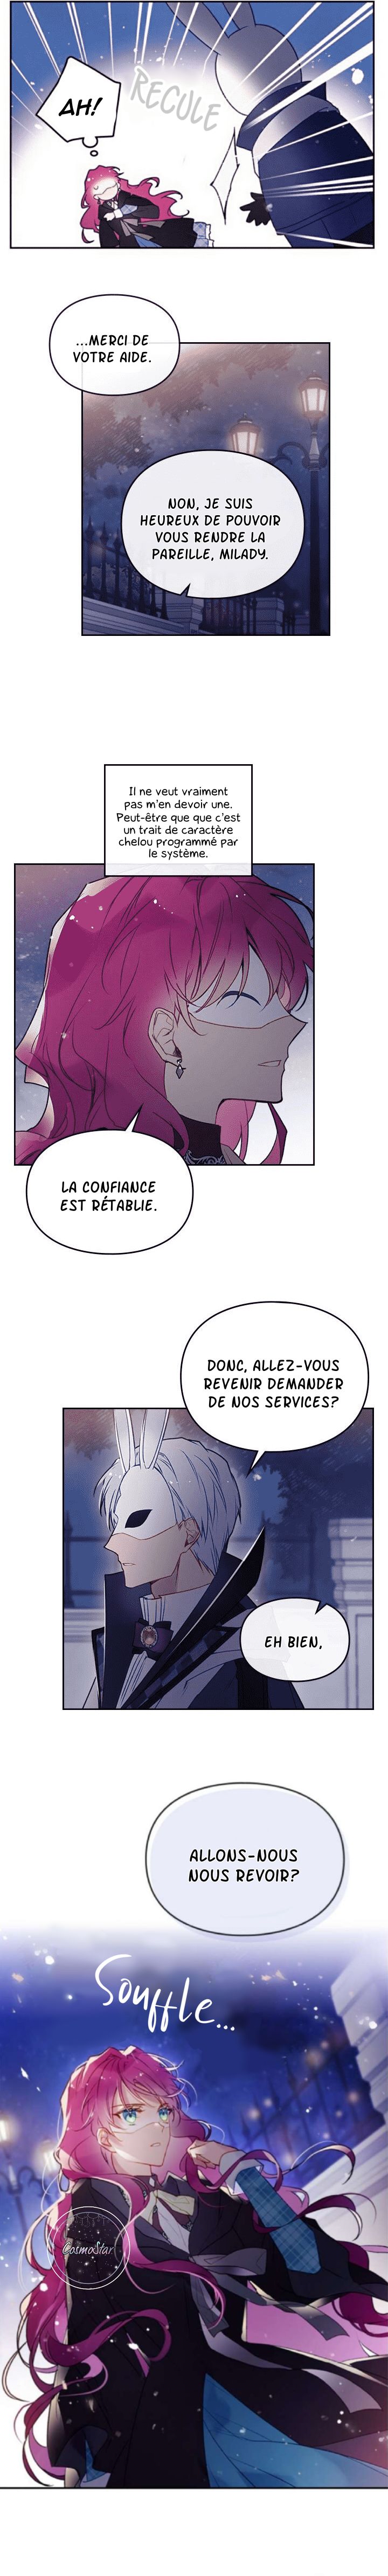 AH!
RECULE
...MERCI DE
VOTRE AIDE.
NON, JE SUIS
HEUREUX DE POUVOIR
VOUS RENDRE LA
PAREILLE, MILADY.
Il ne veut vraiment
pas m'en devoir une.
Peut-être que que c'est
un trait de caractère
chelou programmé par
le système.
LA CONFIANCE
EST RÉTABLIE.
DONC, ALLEZ-VOUS
REVENIR DEMANDER
DE NOS SERVICES?
EH BIEN,
ALLONS-NOUS
NOUS REVOIR?
Souffle...
CosmoStar